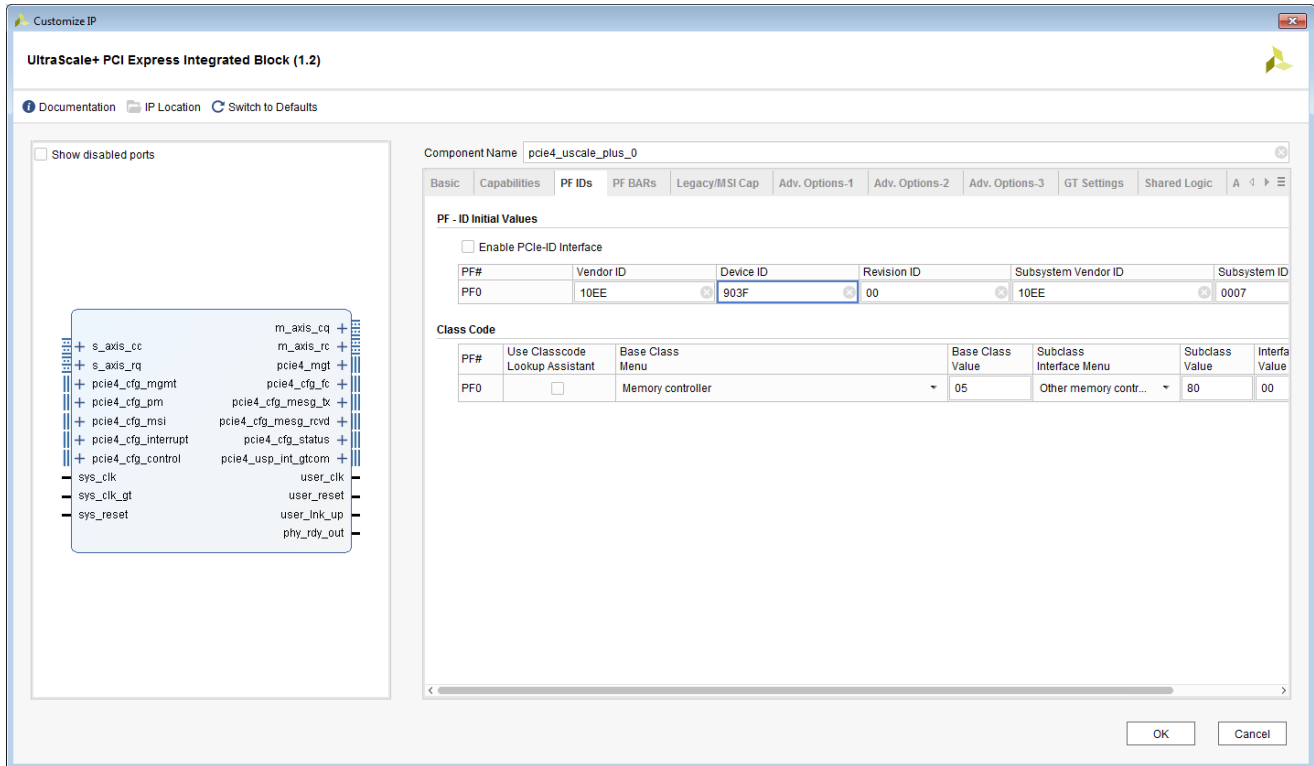 Customize IP
UltraScale+ PCI Express Integrated Block (1.2)
Documentation IP Location Switch to Defaults
Show disabled ports
s_axis_cc
s_axis_rq
pcie4_cfg_mgmt
pcie4_cfg_pm
pcie4_cfg_msi
pcie4_cfg_interrupt
pcie4_cfg_control
sys_clk
sys_clk_gt
sys_reset
m_axis_cq
m_axis_rc
pcie4_mgt
pcie4_cfg_fc
pcie4_cfg_mesg_tx
pcie4_cfg_mesg_rcvd
pcie4_cfg_status
pcie4_usp_int_gtcom
user_clk
user_reset
user_lnk_up
phy_rdy_out
Component Name pcie4_uscale_plus_0
Basic Capabilities PF IDs PF BARs Legacy/MSI Cap Adv. Options-1 Adv. Options-2 Adv. Options-3 GT Settings Shared Logic A
PF - ID Initial Values
Enable PCIe-ID Interface
PF# Vendor ID Device ID Revision ID Subsystem Vendor ID Subsystem ID
PF0 10EE 903F 00 10EE 0007
Class Code
PF# Use Classcode Lookup Assistant Base Class Menu Base Class Value Subclass Interface Menu Subclass Value Interfa Value
PF0 Memory controller 05 Other memory contr... 80 00
OK Cancel